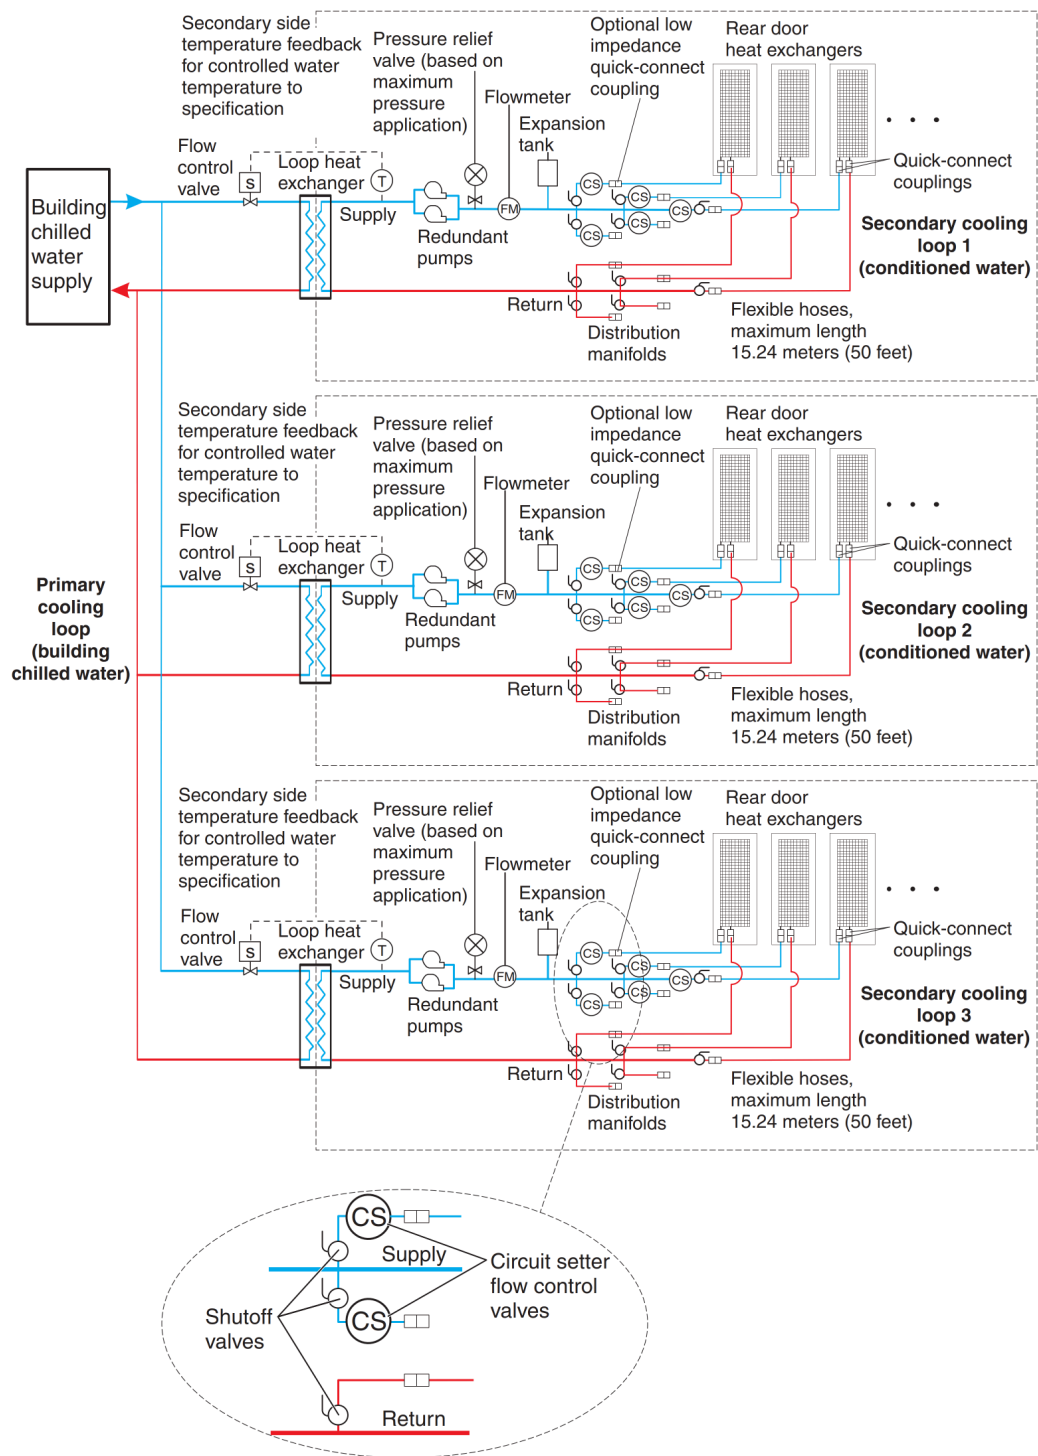 Secondary side
temperature feedback
for controlled water
temperature to
specification
Pressure relief
valve (based on
maximum
pressure
application)
Flowmeter
Expansion
tank
Optional low
impedance
quick-connect
coupling
Rear door
heat exchangers
Flow
control
valve
S
Loop heat
exchanger
T
Supply
Redundant
pumps
FM
CS
CS
CS
CS
CS
Quick-connect
couplings
Secondary cooling
loop 1
(conditioned water)
Building
chilled
water
supply
Return
Distribution
manifolds
Flexible hoses,
maximum length
15.24 meters (50 feet)
Secondary side
temperature feedback
for controlled water
temperature to
specification
Pressure relief
valve (based on
maximum
pressure
application)
Flowmeter
Expansion
tank
Optional low
impedance
quick-connect
coupling
Rear door
heat exchangers
Flow
control
valve
S
Loop heat
exchanger
T
Supply
Redundant
pumps
FM
CS
CS
CS
CS
CS
Quick-connect
couplings
Secondary cooling
loop 2
(conditioned water)
Primary
cooling
loop
(building
chilled water)
Return
Distribution
manifolds
Flexible hoses,
maximum length
15.24 meters (50 feet)
Secondary side
temperature feedback
for controlled water
temperature to
specification
Pressure relief
valve (based on
maximum
pressure
application)
Flowmeter
Expansion
tank
Optional low
impedance
quick-connect
coupling
Rear door
heat exchangers
Flow
control
valve
S
Loop heat
exchanger
T
Supply
Redundant
pumps
FM
CS
CS
CS
CS
CS
Quick-connect
couplings
Secondary cooling
loop 3
(conditioned water)
Return
Distribution
manifolds
Flexible hoses,
maximum length
15.24 meters (50 feet)
CS
Supply
CS
Circuit setter
flow control
valves
Shutoff
valves
Return